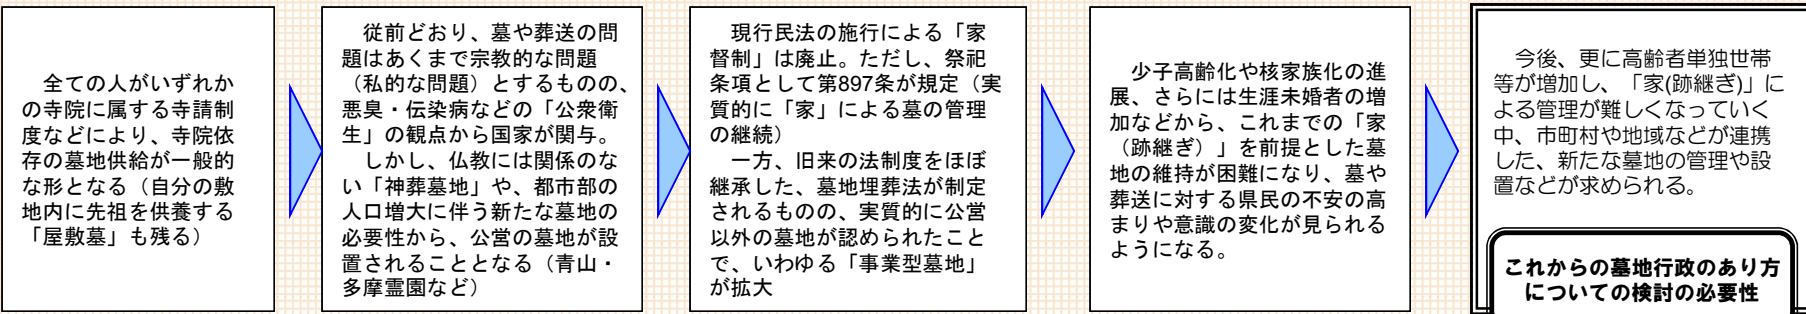 全ての人がいずれか
の寺院に属する寺請制
度などにより、寺院依
存の墓地供給が一般的
な形となる（自分の敷
地内に先祖を供養する
「屋敷墓」も残る）
従前どおり、墓や葬送の問
題はあくまで宗教的な問題
（私的な問題）とするものの、
悪臭・伝染病などの「公衆衛
生」の観点から国家が関与。
しかし、仏教には関係のな
い「神葬墓地」や、都市部の
人口増大に伴う新たな墓地の
必要性から、公営の墓地が設
置されることとなる（青山・
多摩霊園など）
現行民法の施行による「家
督制」は廃止。ただし、祭祀
条項として第897条が規定（実
質的に「家」による墓の管理
の継続）
一方、旧来の法制度をほぼ
継承した、墓地埋葬法が制定
されるものの、実質的に公営
以外の墓地が認められたこと
で、いわゆる「事業型墓地」
が拡大
少子高齢化や核家族化の進
展、さらには生涯未婚者の増
加などから、これまでの「家
（跡継ぎ）」を前提とした墓
地の維持が困難になり、墓や
葬送に対する県民の不安の高
まりや意識の変化が見られる
ようになる。
今後、更に高齢者単独世帯
等が増加し、「家(跡継ぎ)」に
よる管理が難しくなっていく
中、市町村や地域などが連携
した、新たな墓地の管理や設
置などが求められる。
これからの墓地行政のあり方
についての検討の必要性